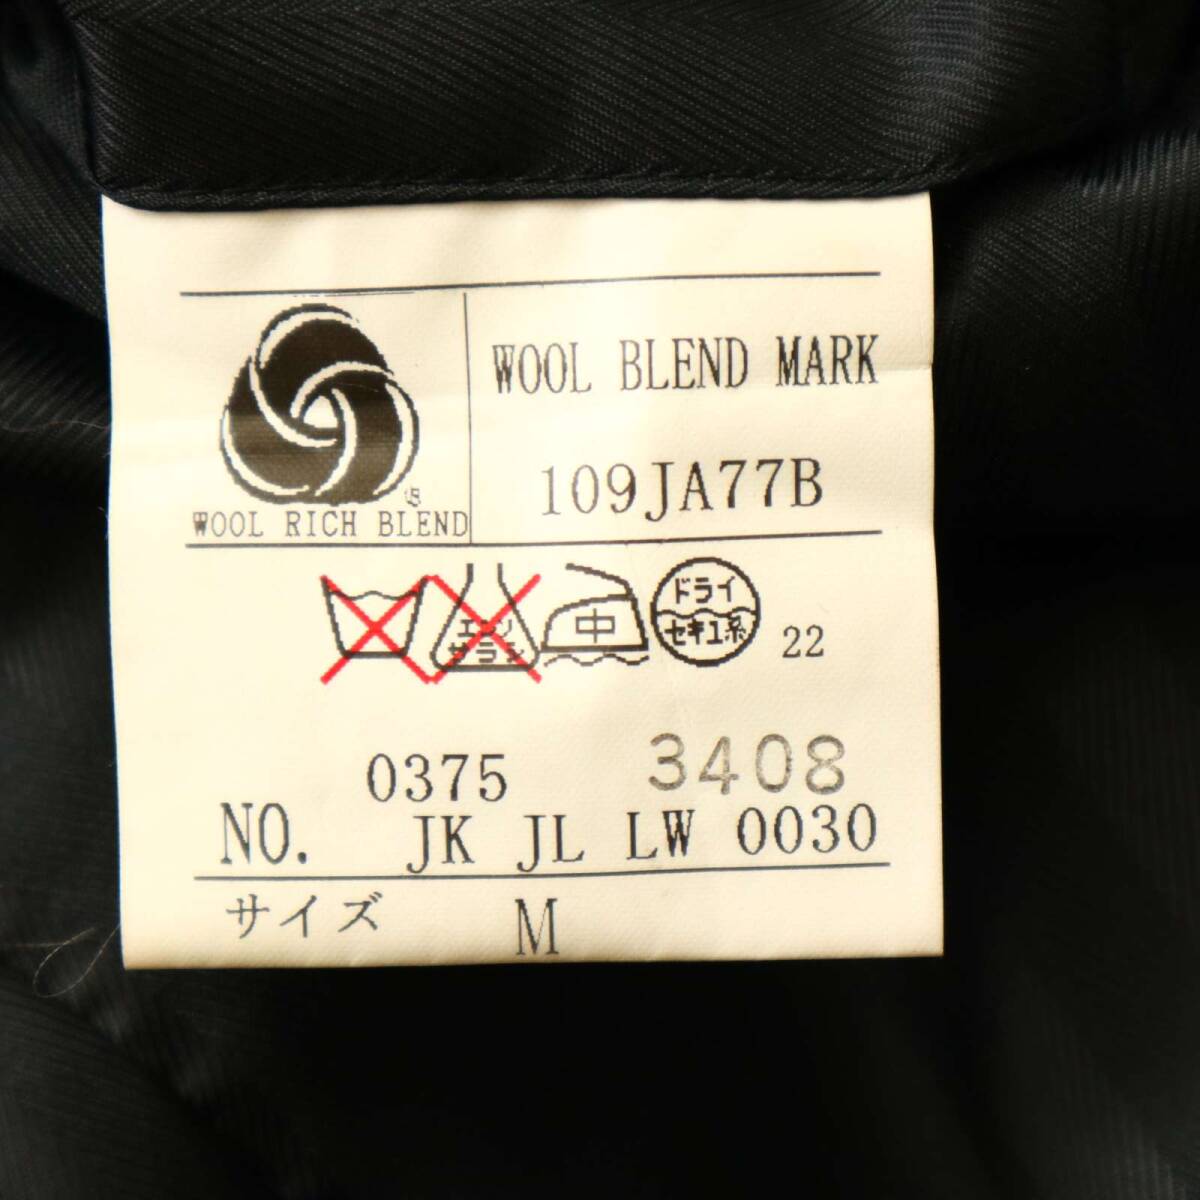 WOOL BLEND MARK
109JA77B
WOOL RICH BLEND
エンソ
サラシ
中
ドライ
セキユ系
22
0375 3408
NO. JK JL LW 0030
サイズ M